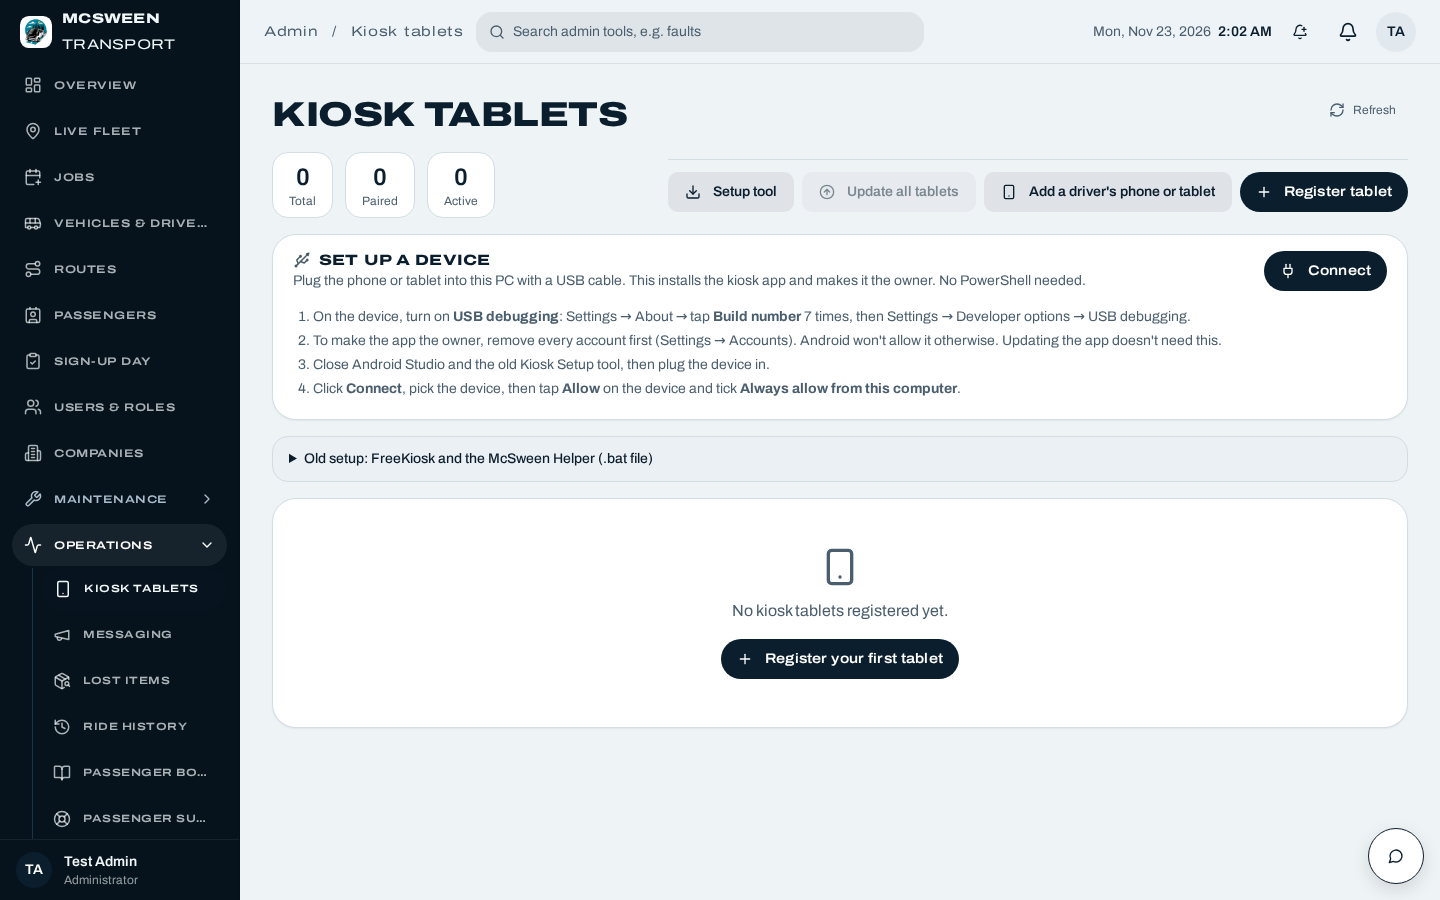 MCSWEEN
TRANSPORT
OVERVIEW
LIVE FLEET
JOBS
VEHICLES & DRIVE...
ROUTES
PASSENGERS
SIGN-UP DAY
USERS & ROLES
COMPANIES
MAINTENANCE
OPERATIONS
KIOSK TABLETS
MESSAGING
LOST ITEMS
RIDE HISTORY
PASSENGER BO...
PASSENGER SU...
TA
Test Admin
Administrator
Admin / Kiosk tablets
Search admin tools, e.g. faults
Mon, Nov 23, 2026 2:02 AM
TA
KIOSK TABLETS
Refresh
0 Total
0 Paired
0 Active
Setup tool
Update all tablets
Add a driver's phone or tablet
Register tablet
SET UP A DEVICE
Plug the phone or tablet into this PC with a USB cable. This installs the kiosk app and makes it the owner. No PowerShell needed.
Connect
1. On the device, turn on USB debugging: Settings → About → tap Build number 7 times, then Settings → Developer options → USB debugging.
2. To make the app the owner, remove every account first (Settings → Accounts). Android won't allow it otherwise. Updating the app doesn't need this.
3. Close Android Studio and the old Kiosk Setup tool, then plug the device in.
4. Click Connect, pick the device, then tap Allow on the device and tick Always allow from this computer.
Old setup: FreeKiosk and the McSween Helper (.bat file)
No kiosk tablets registered yet.
Register your first tablet